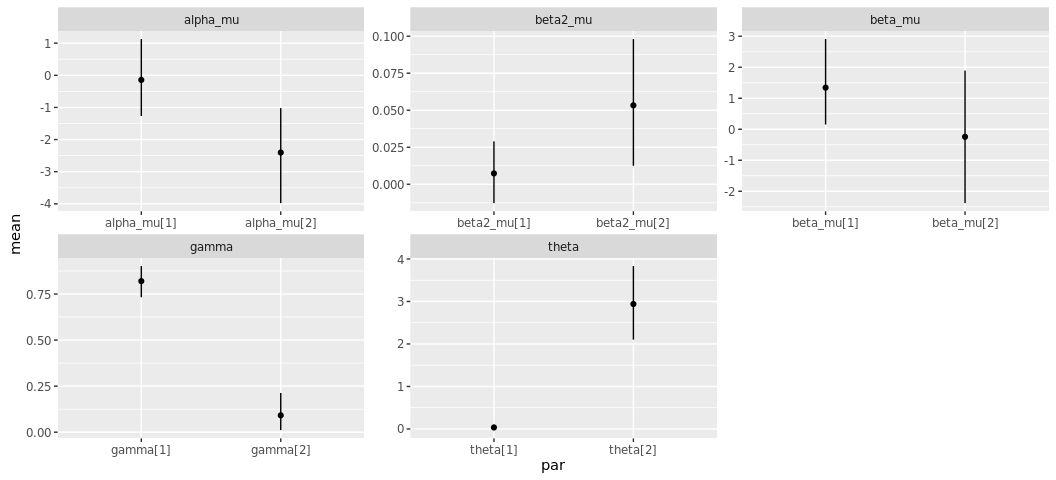 alpha_mu
beta2_mu
beta_mu
1
0
-1
-2
-3
-4
0.100
0.075
0.050
0.025
0.000
3
2
1
0
-1
-2
alpha_mu[1] alpha_mu[2]
beta2_mu[1] beta2_mu[2]
beta_mu[1] beta_mu[2]
mean
gamma
theta
0.75
0.50
0.25
0.00
4
3
2
1
0
gamma[1] gamma[2]
theta[1] theta[2]
par